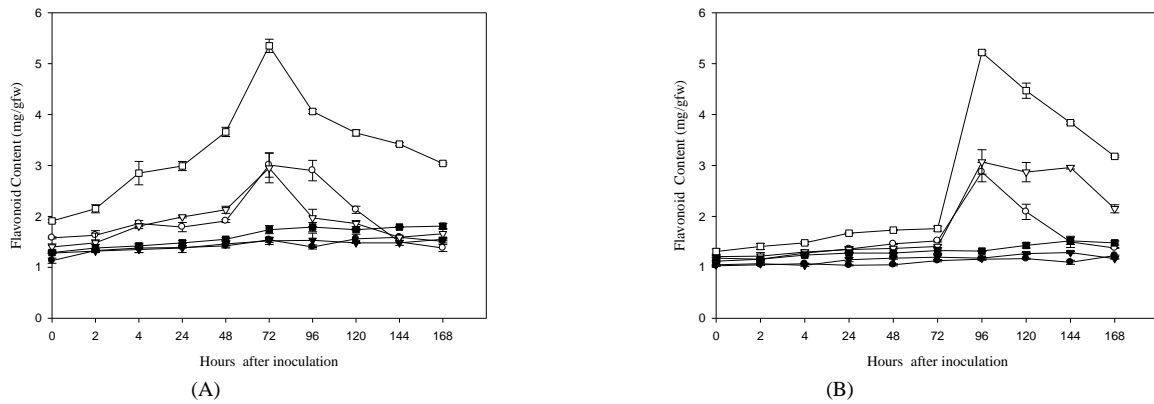 6
5
4
3
2
1
0
Flavonoid Content (mg/gfw)
0 2 4 24 48 72 96 120 144 168
Hours after inoculation
(A)
6
5
4
3
2
1
0
Flavonoid Content (mg/gfw)
0 2 4 24 48 72 96 120 144 168
Hours after inoculation
(B)